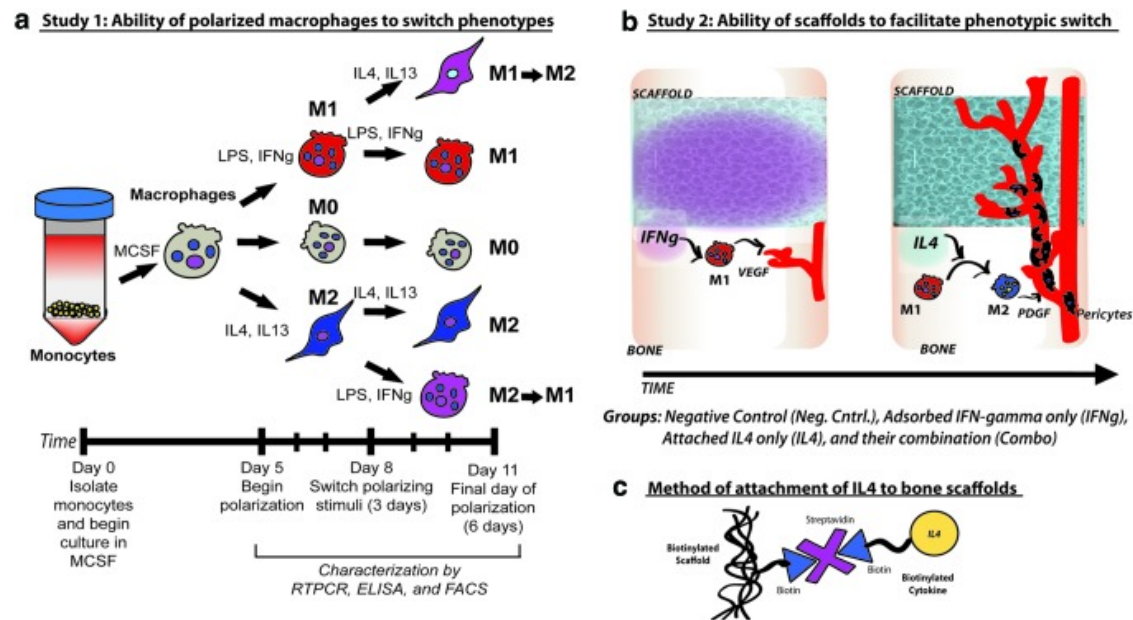 a Study 1: Ability of polarized macrophages to switch phenotypes
IL4, IL13
M1 → M2
M1
LPS, IFNg
LPS, IFNg
M1
Macrophages
MCSF
M0
M0
M2
IL4, IL13
IL4, IL13
M2
LPS, IFNg
M2 → M1
Monocytes
Time
Day 0
Isolate
monocytes
and begin
culture in
MCSF
Day 5
Begin
polarization
Day 8
Switch polarizing
stimuli (3 days)
Day 11
Final day of
polarization
(6 days)
Characterization by
RTPCR, ELISA, and FACS
b Study 2: Ability of scaffolds to facilitate phenotypic switch
SCAFFOLD
IFNg
M1
VEGF
BONE
SCAFFOLD
IL4
M1
M2
PDGF
Pericytes
BONE
TIME
Groups: Negative Control (Neg. Cntrl.), Adsorbed IFN-gamma only (IFNg),
Attached IL4 only (IL4), and their combination (Combo)
c Method of attachment of IL4 to bone scaffolds
Biotinylated
Scaffold
Biotin
Streptavidin
Biotin
IL4
Biotinylated
Cytokine